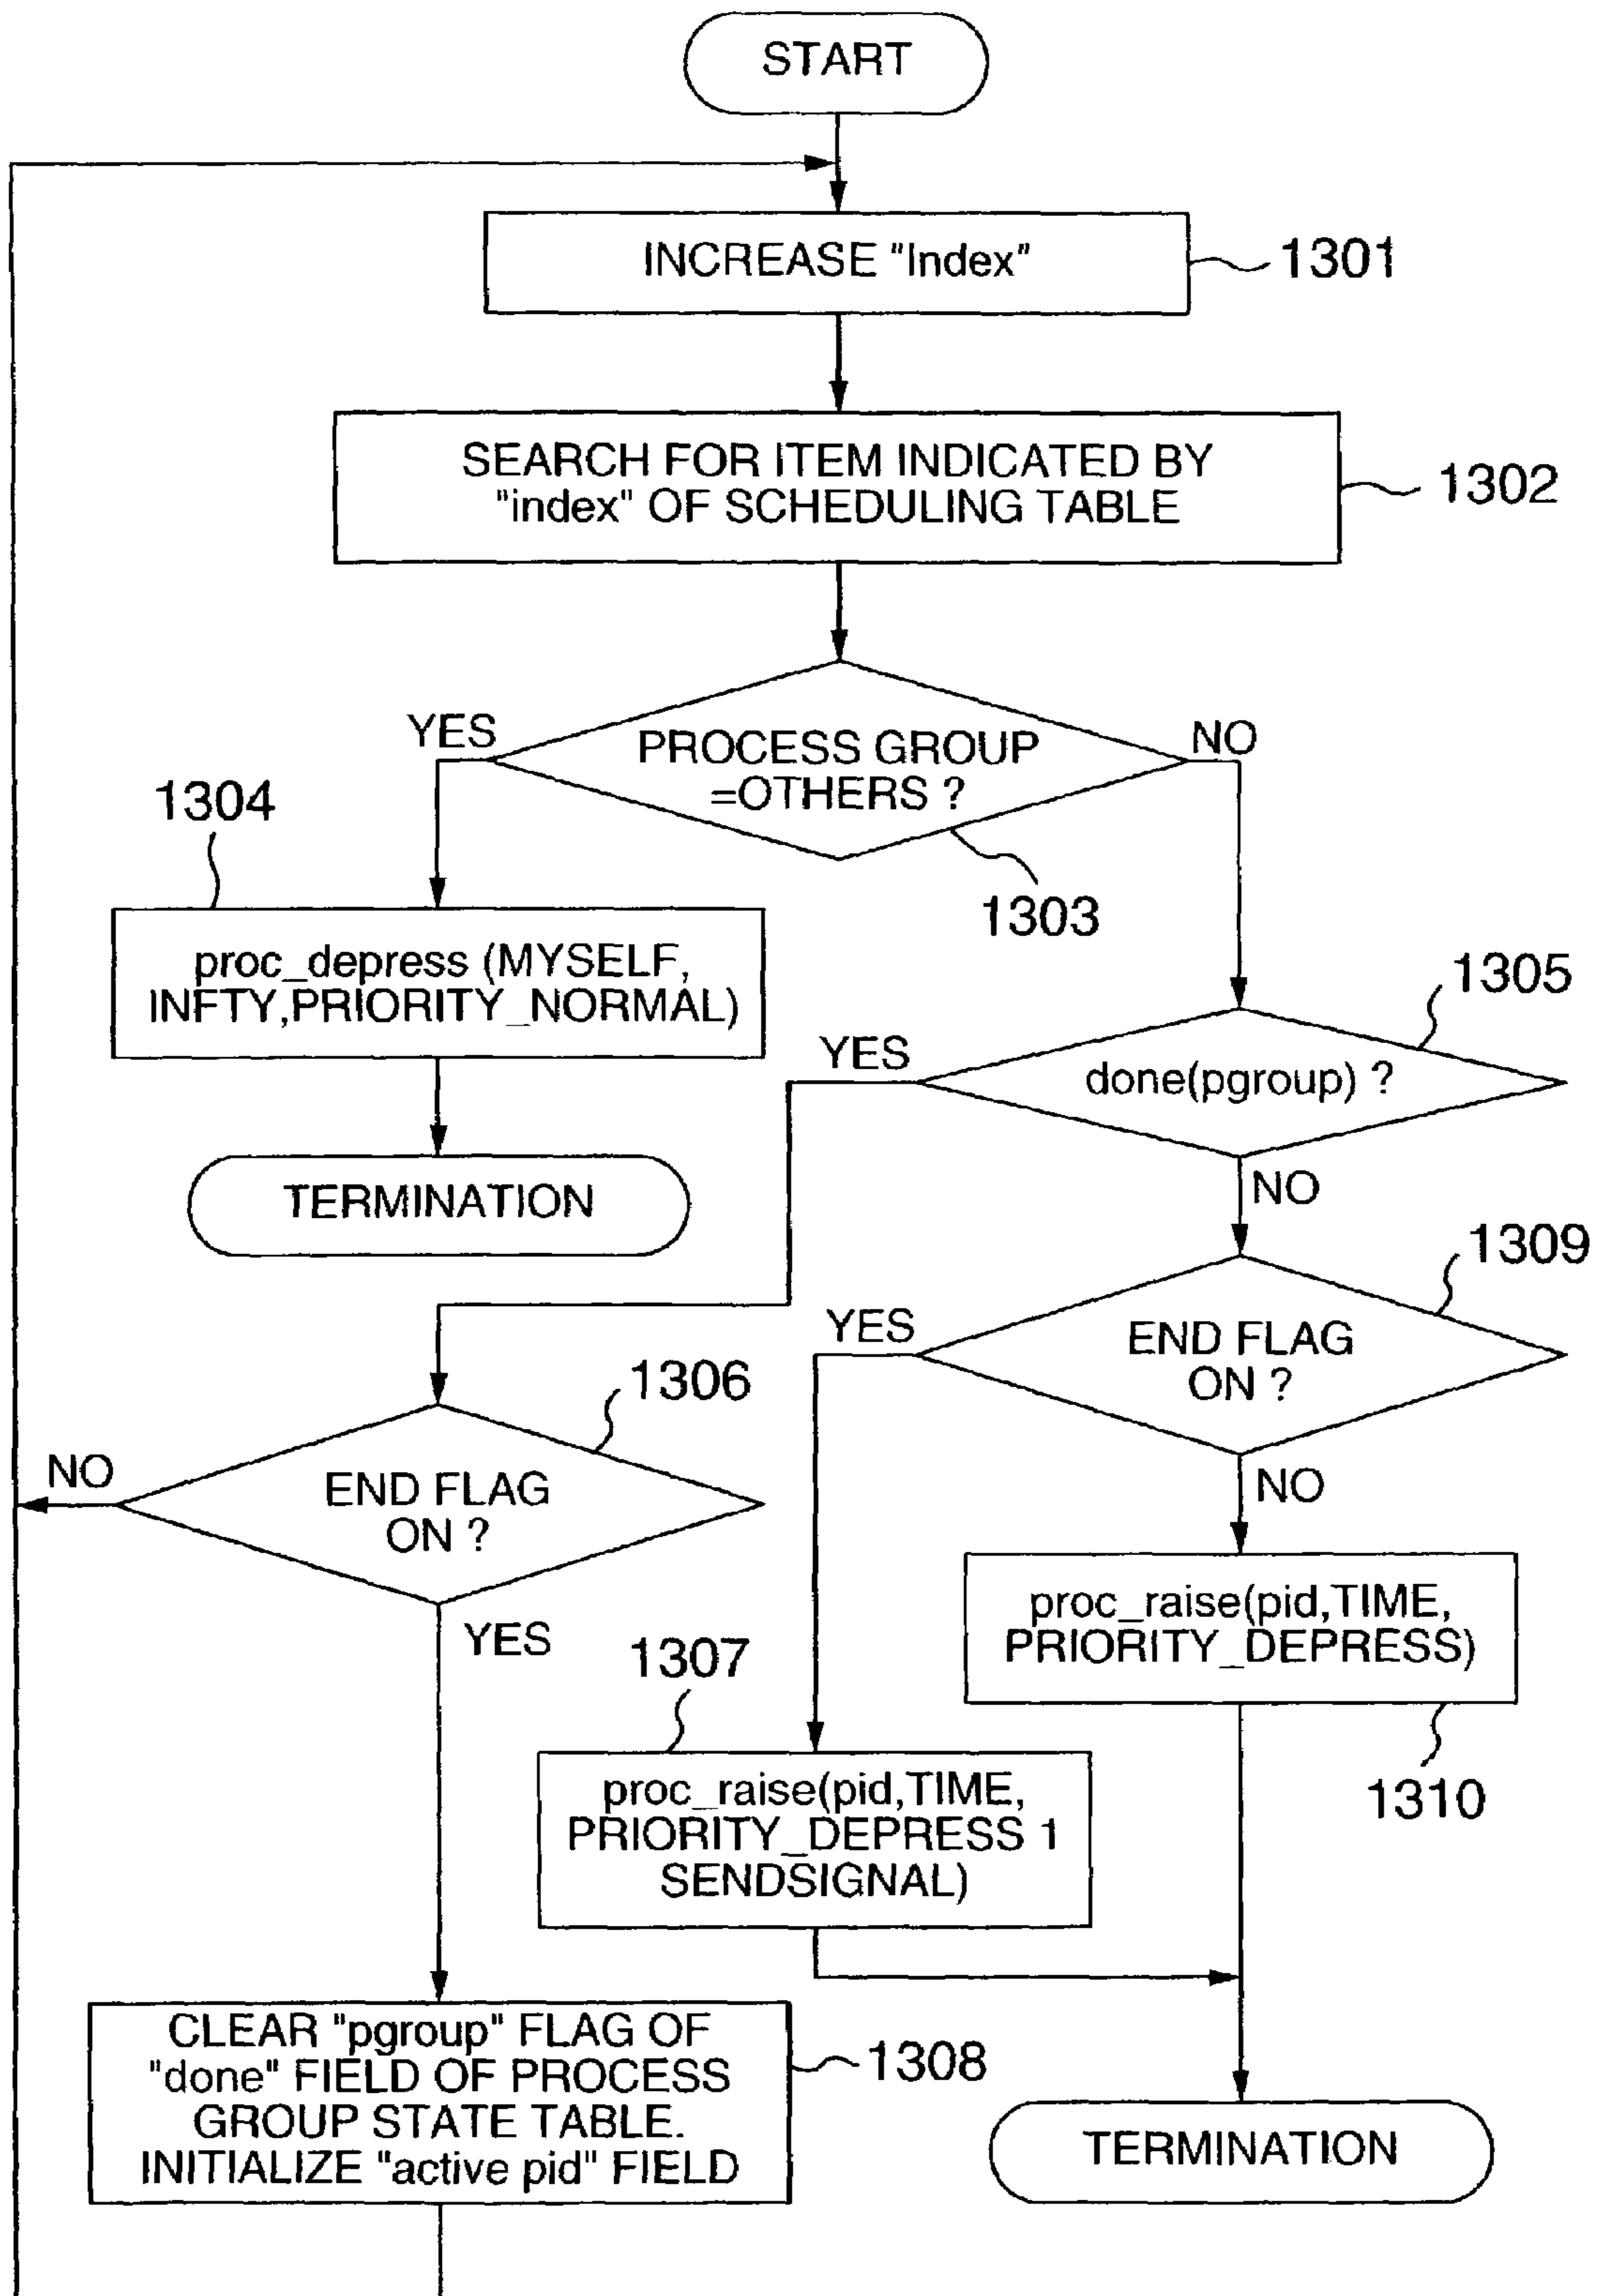 START
INCREASE "Index"
1301
SEARCH FOR ITEM INDICATED BY
"index" OF SCHEDULING TABLE
1302
YES
PROCESS GROUP
=OTHERS ?
NO
1303
1304
proc_depress (MYSELF,
INFTY,PRIORITY_NORMAL)
TERMINATION
1305
YES
done(pgroup) ?
NO
1309
YES
END FLAG
ON ?
NO
1306
NO
END FLAG
ON ?
YES
proc_raise(pid,TIME,
PRIORITY_DEPRESS)
1310
1307
proc_raise(pid,TIME,
PRIORITY_DEPRESS 1
SENDSIGNAL)
CLEAR "pgroup" FLAG OF
"done" FIELD OF PROCESS
GROUP STATE TABLE.
INITIALIZE "active pid" FIELD
1308
TERMINATION